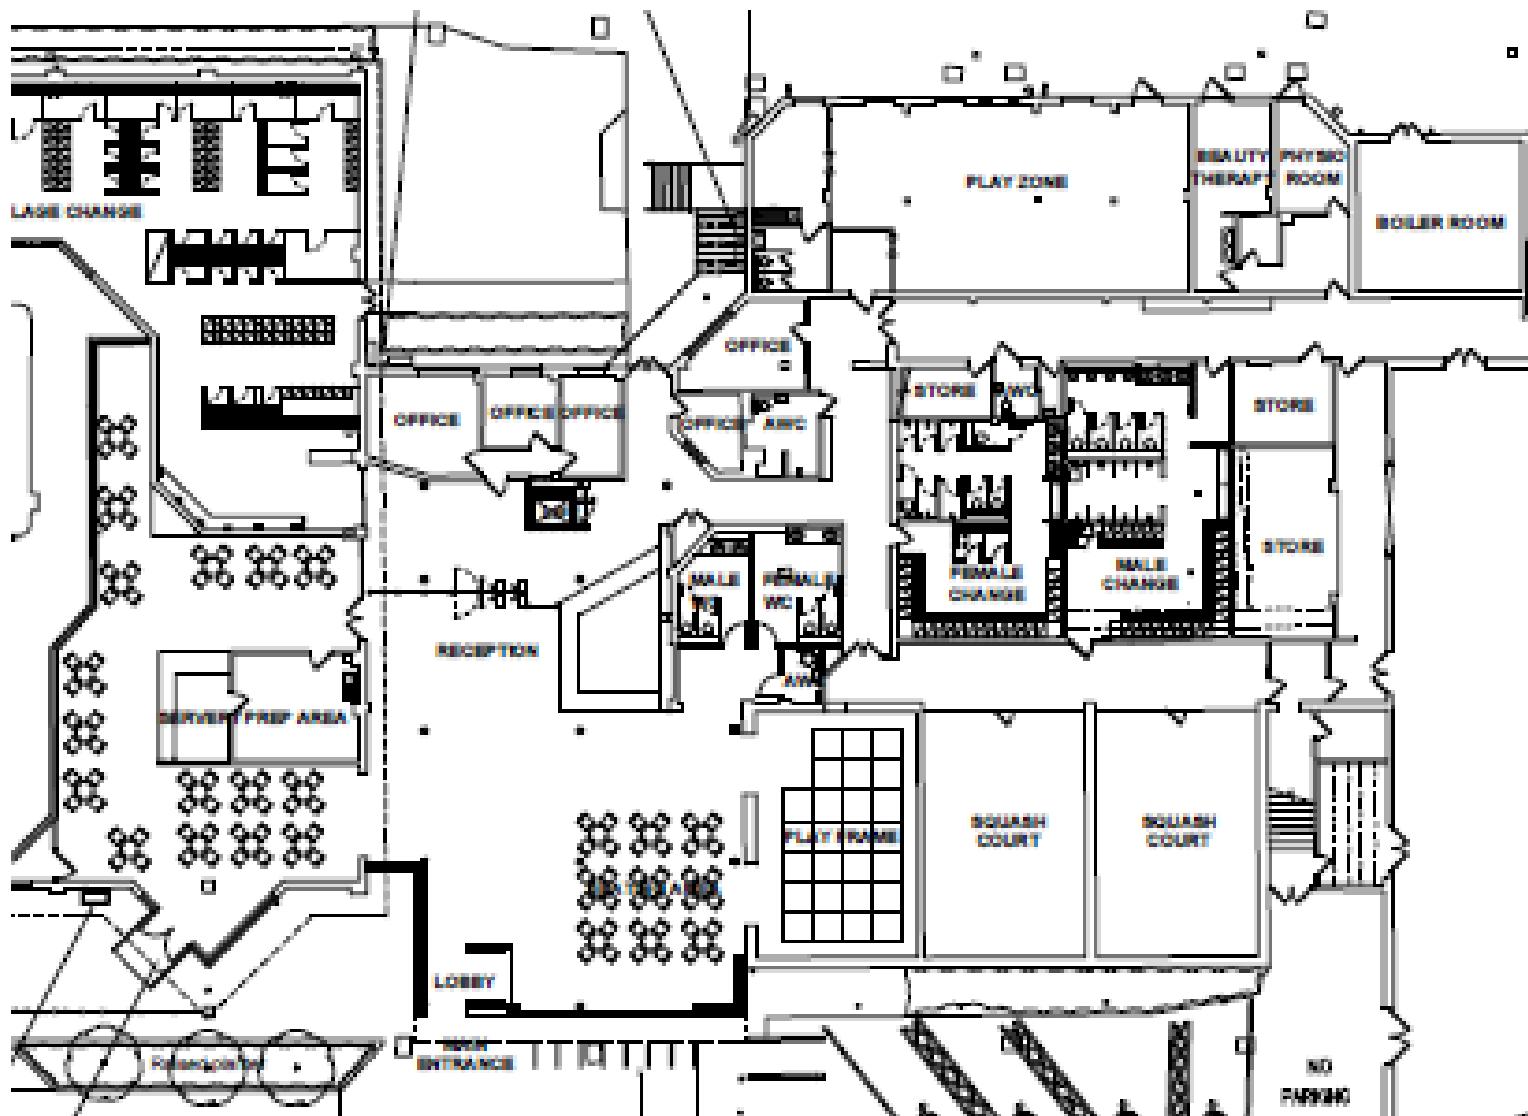 LAGE CHANGE
PLAY ZONE
BEAUTY
THERAPY
PHYSIO
ROOM
BOILER ROOM
OFFICE
OFFICE
OFFICE
OFFICE
OFFICE
AWC
STORE
WC
STORE
STORE
FEMALE
CHANGE
MALE
CHANGE
MALE
WC
FEMALE
WC
RECEPTION
SERVERY
PREP AREA
PLAY FRAME
SQUASH
COURT
SQUASH
COURT
LOBBY
MAIN
ENTRANCE
NO
PARKING